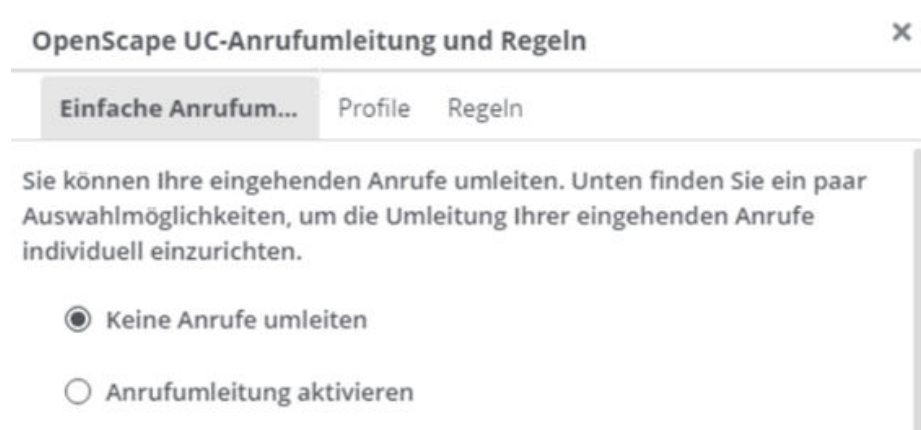 OpenScape UC-Anrufumleitung und Regeln
Einfache Anrufum... Profile Regeln
Sie können Ihre eingehenden Anrufe umleiten. Unten finden Sie ein paar
Auswahlmöglichkeiten, um die Umleitung Ihrer eingehenden Anrufe
individuell einzurichten.
Keine Anrufe umleiten
Anrufumleitung aktivieren